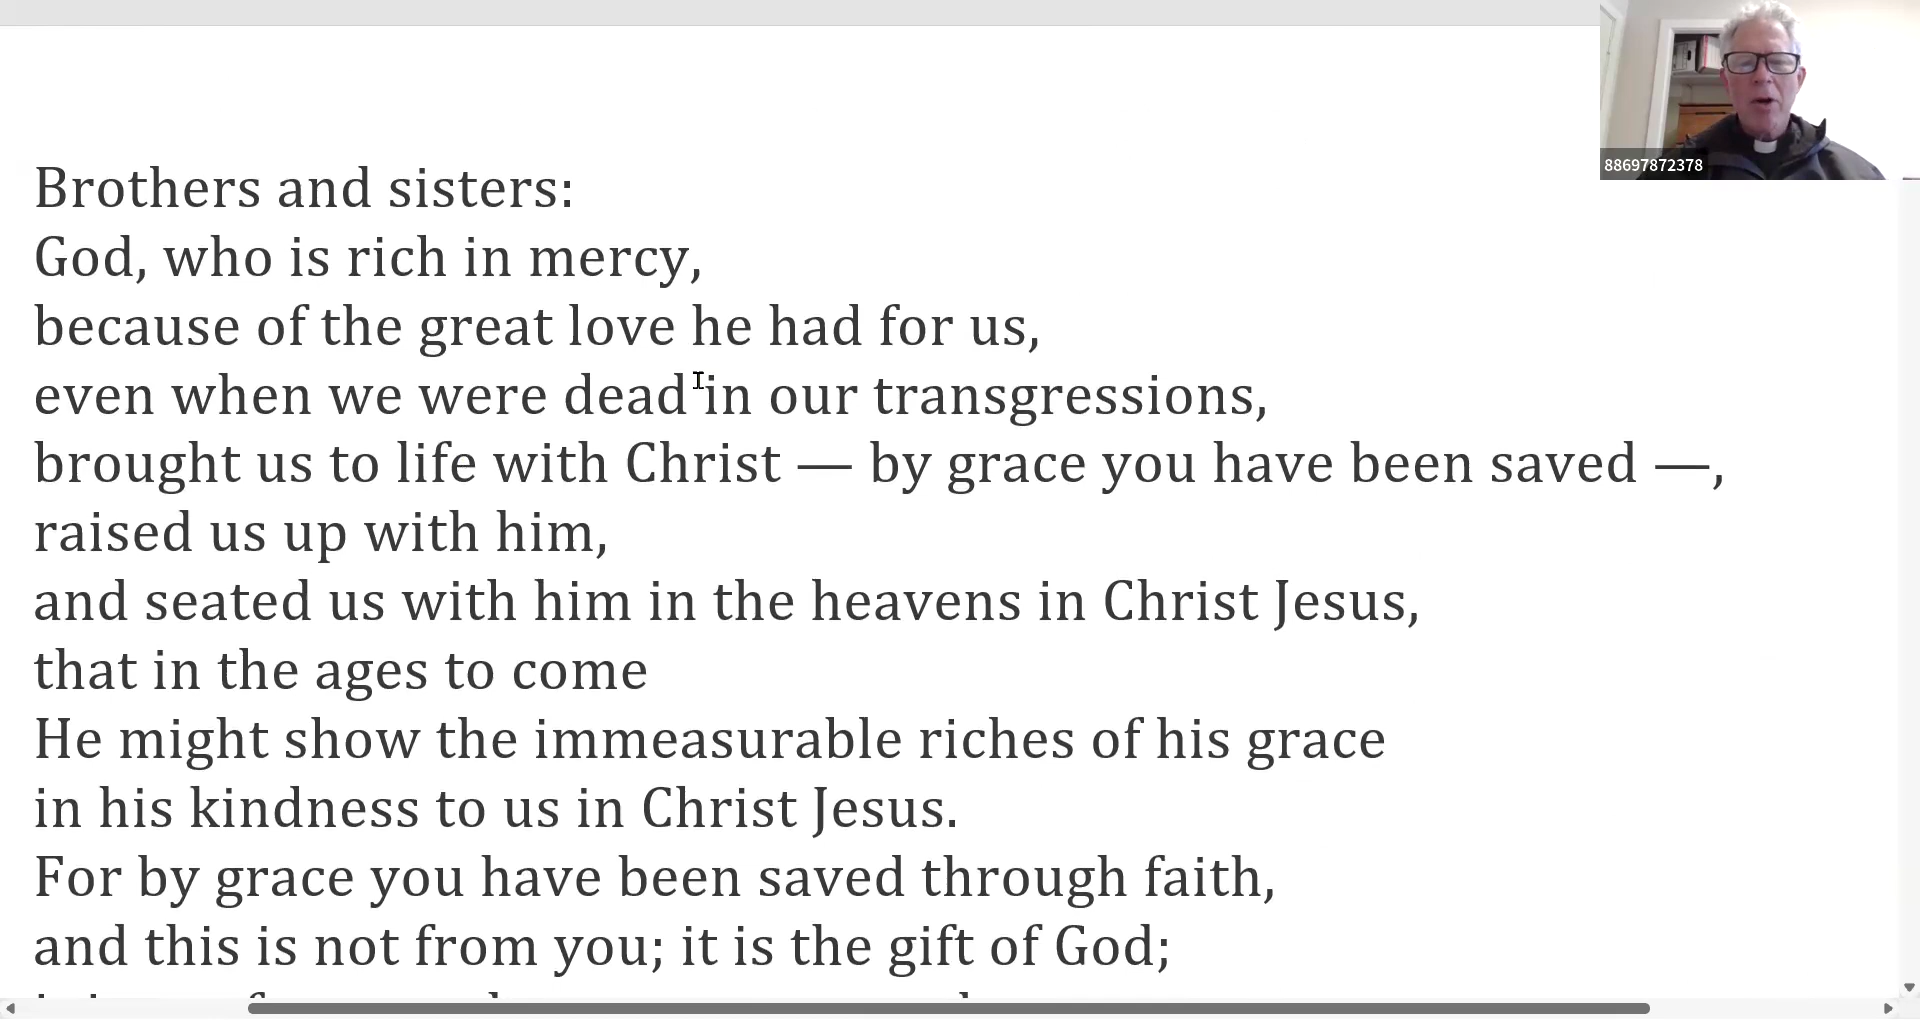 88697872378
Brothers and sisters:
God, who is rich in mercy,
because of the great love he had for us,
even when we were dead in our transgressions,
brought us to life with Christ — by grace you have been saved —,
raised us up with him,
and seated us with him in the heavens in Christ Jesus,
that in the ages to come
He might show the immeasurable riches of his grace
in his kindness to us in Christ Jesus.
For by grace you have been saved through faith,
and this is not from you; it is the gift of God;